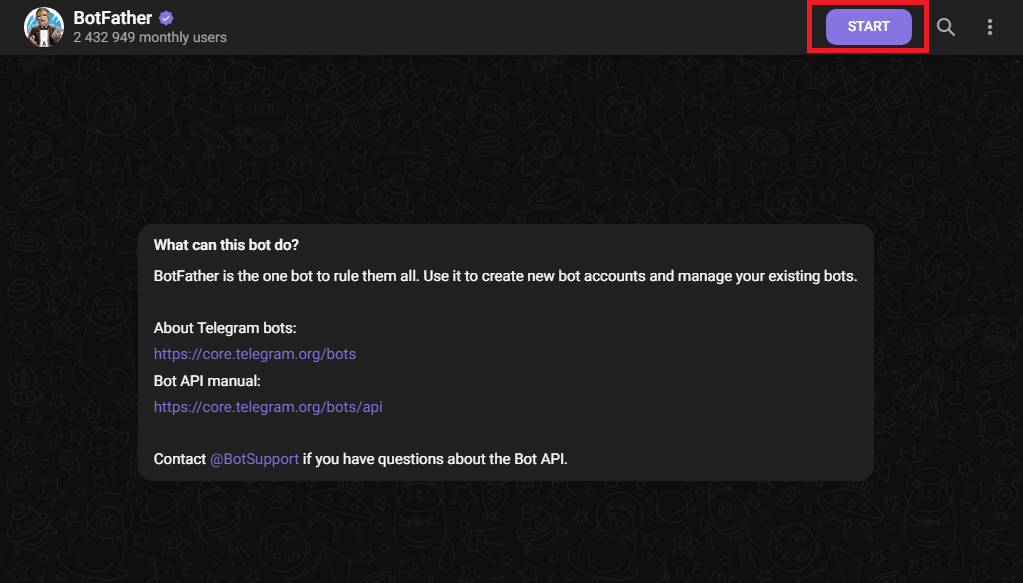 BotFather
2 432 949 monthly users
START
What can this bot do?
BotFather is the one bot to rule them all. Use it to create new bot accounts and manage your existing bots.
About Telegram bots:
https://core.telegram.org/bots
Bot API manual:
https://core.telegram.org/bots/api
Contact @BotSupport if you have questions about the Bot API.